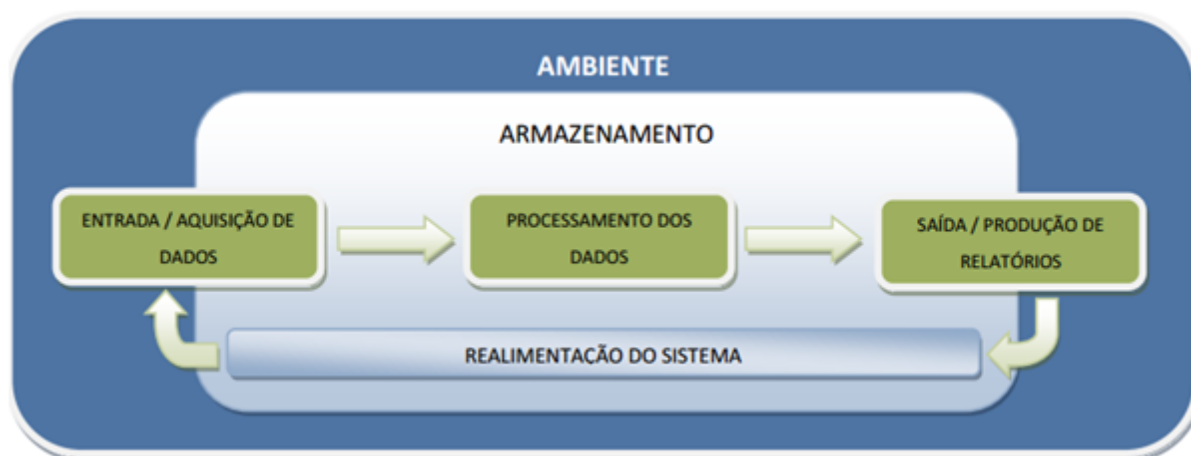 AMBIENTE
ARMAZENAMENTO
ENTRADA / AQUISIÇÃO DE
DADOS
PROCESSAMENTO DOS
DADOS
SAÍDA / PRODUÇÃO DE
RELATÓRIOS
REALIMENTAÇÃO DO SISTEMA